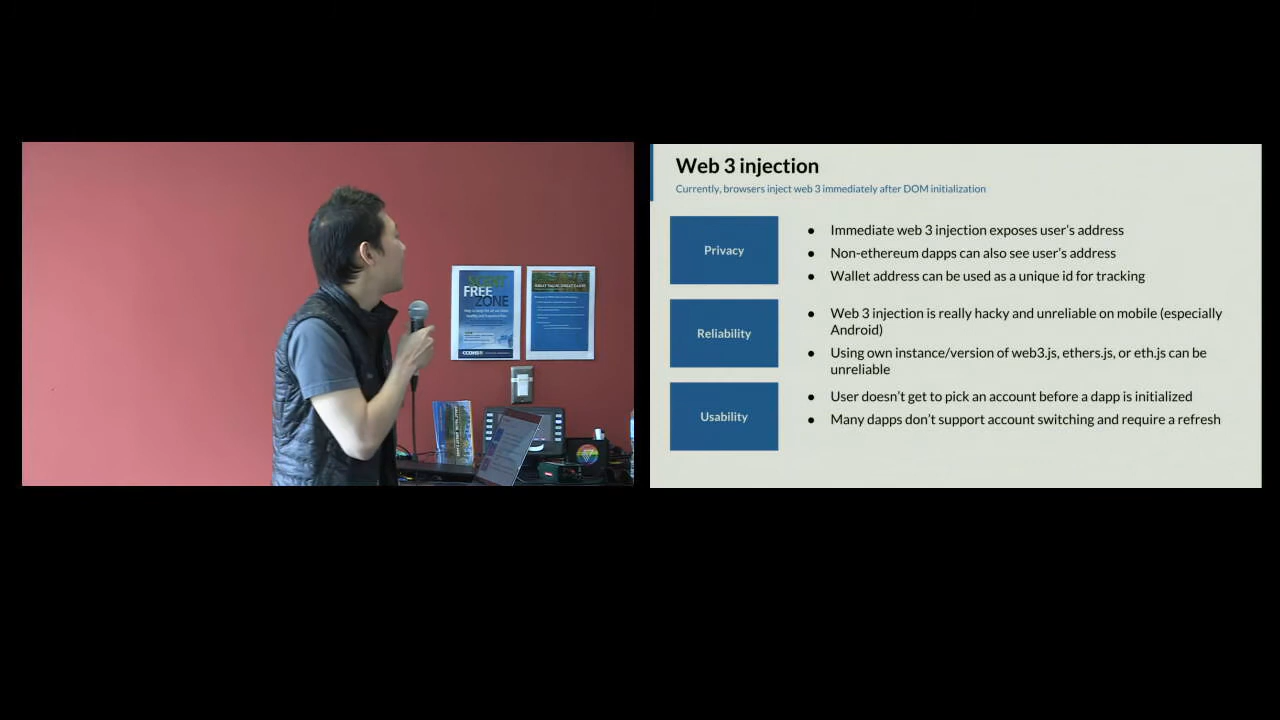 SCENT
FREE
ZONE
Web 3 injection
Currently, browsers inject web 3 immediately after DOM initialization
Privacy
● Immediate web 3 injection exposes user's address
● Non-ethereum dapps can also see user's address
● Wallet address can be used as a unique id for tracking
Reliability
● Web 3 injection is really hacky and unreliable on mobile (especially
Android)
● Using own instance/version of web3.js, ethers.js, or eth.js can be
unreliable
Usability
● User doesn't get to pick an account before a dapp is initialized
● Many dapps don't support account switching and require a refresh